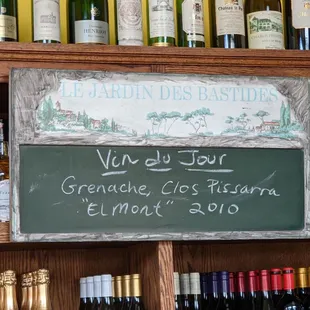 LE JARDIN DES BASTIDES
Vin du Jour
Grenache, Clos Pissarra
"El Mont" 2010